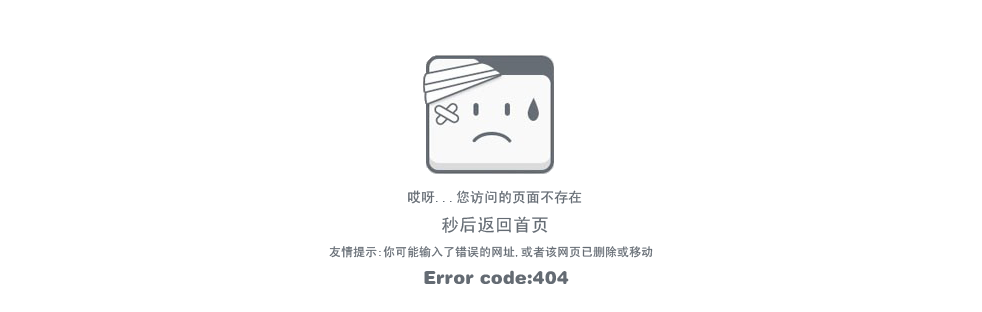 哎呀...您访问的页面不存在
秒后返回首页
友情提示:你可能输入了错误的网址,或者该网页已删除或移动
Error code:404